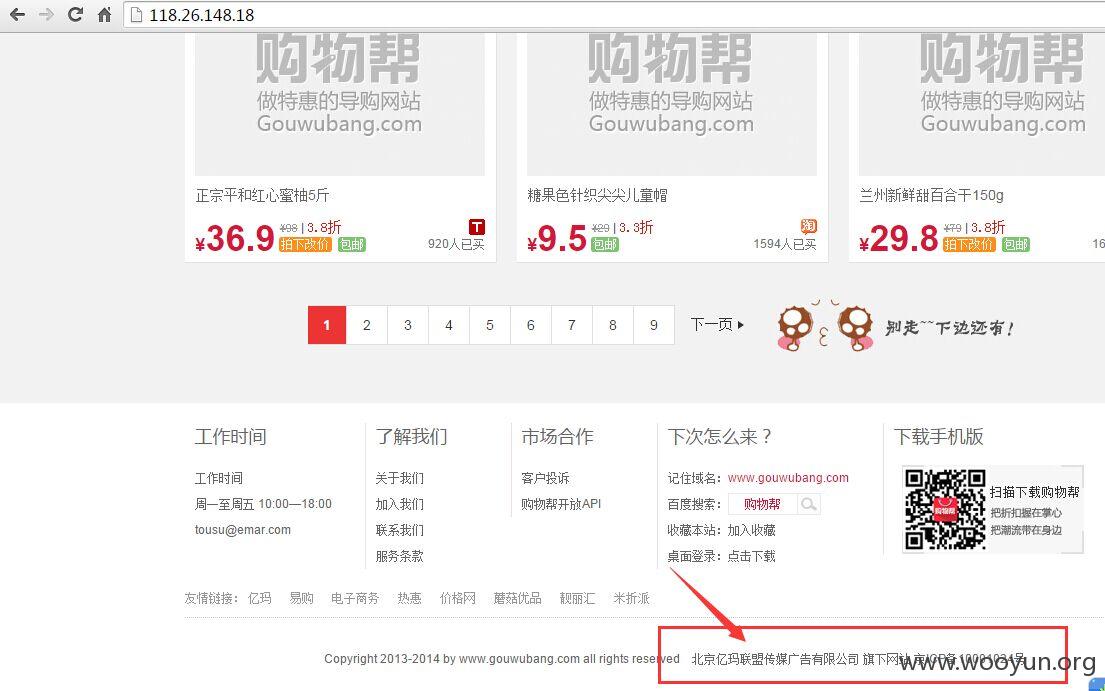 118.26.148.18
购物帮 购物帮 购物帮
做特惠的导购网站 做特惠的导购网站 做特惠的导购网站
Gouwubang.com Gouwubang.com Gouwubang.com
正宗平和红心蜜柚5斤 糖果色针织尖尖儿童帽 兰州新鲜甜百合干150g
¥36.9 ¥98 | 3.8折 T ¥9.5 ¥29 | 3.3折 淘 ¥29.8 ¥79 | 3.8折
拍下改价 包邮 920人已买 包邮 1594人已买 拍下改价 包邮 16
1 2 3 4 5 6 7 8 9 下一页 别走~~下边还有!
工作时间 了解我们 市场合作 下次怎么来? 下载手机版
工作时间 关于我们 客户投诉 记住域名: www.gouwubang.com 扫描下载购物帮
周一至周五 10:00—18:00 加入我们 购物帮开放API 百度搜索: 购物帮 购物帮 把折扣握在掌心
tousu@emar.com 联系我们 收藏本站: 加入收藏 把潮流带在身边
服务条款 桌面登录: 点击下载
友情链接: 亿玛 易购 电子商务 热惠 价格网 蘑菇优品 靓丽汇 米折派
Copyright 2013-2014 by www.gouwubang.com all rights reserved 北京亿玛联盟传媒广告有限公司 旗下网站
www.wooyun.org